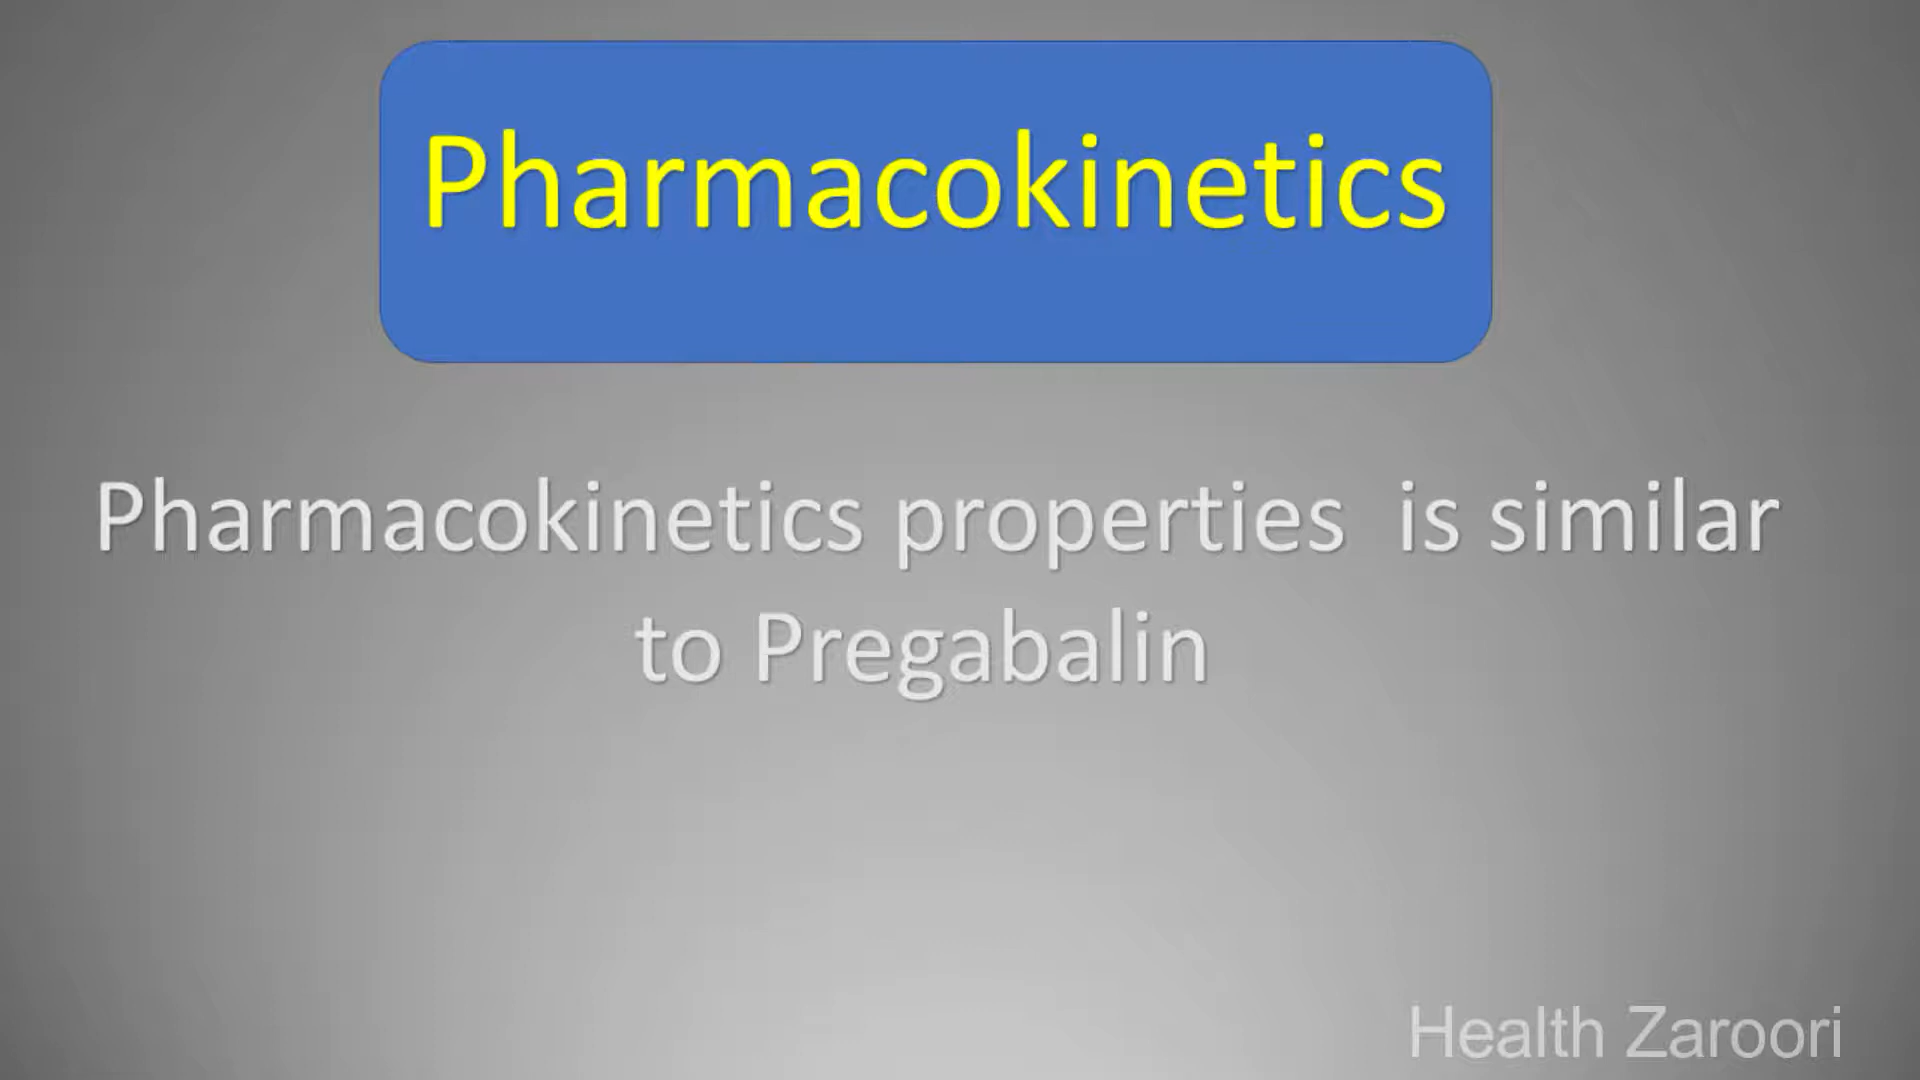 Pharmacokinetics
Pharmacokinetics properties  is similar
to Pregabalin
Health Zaroori